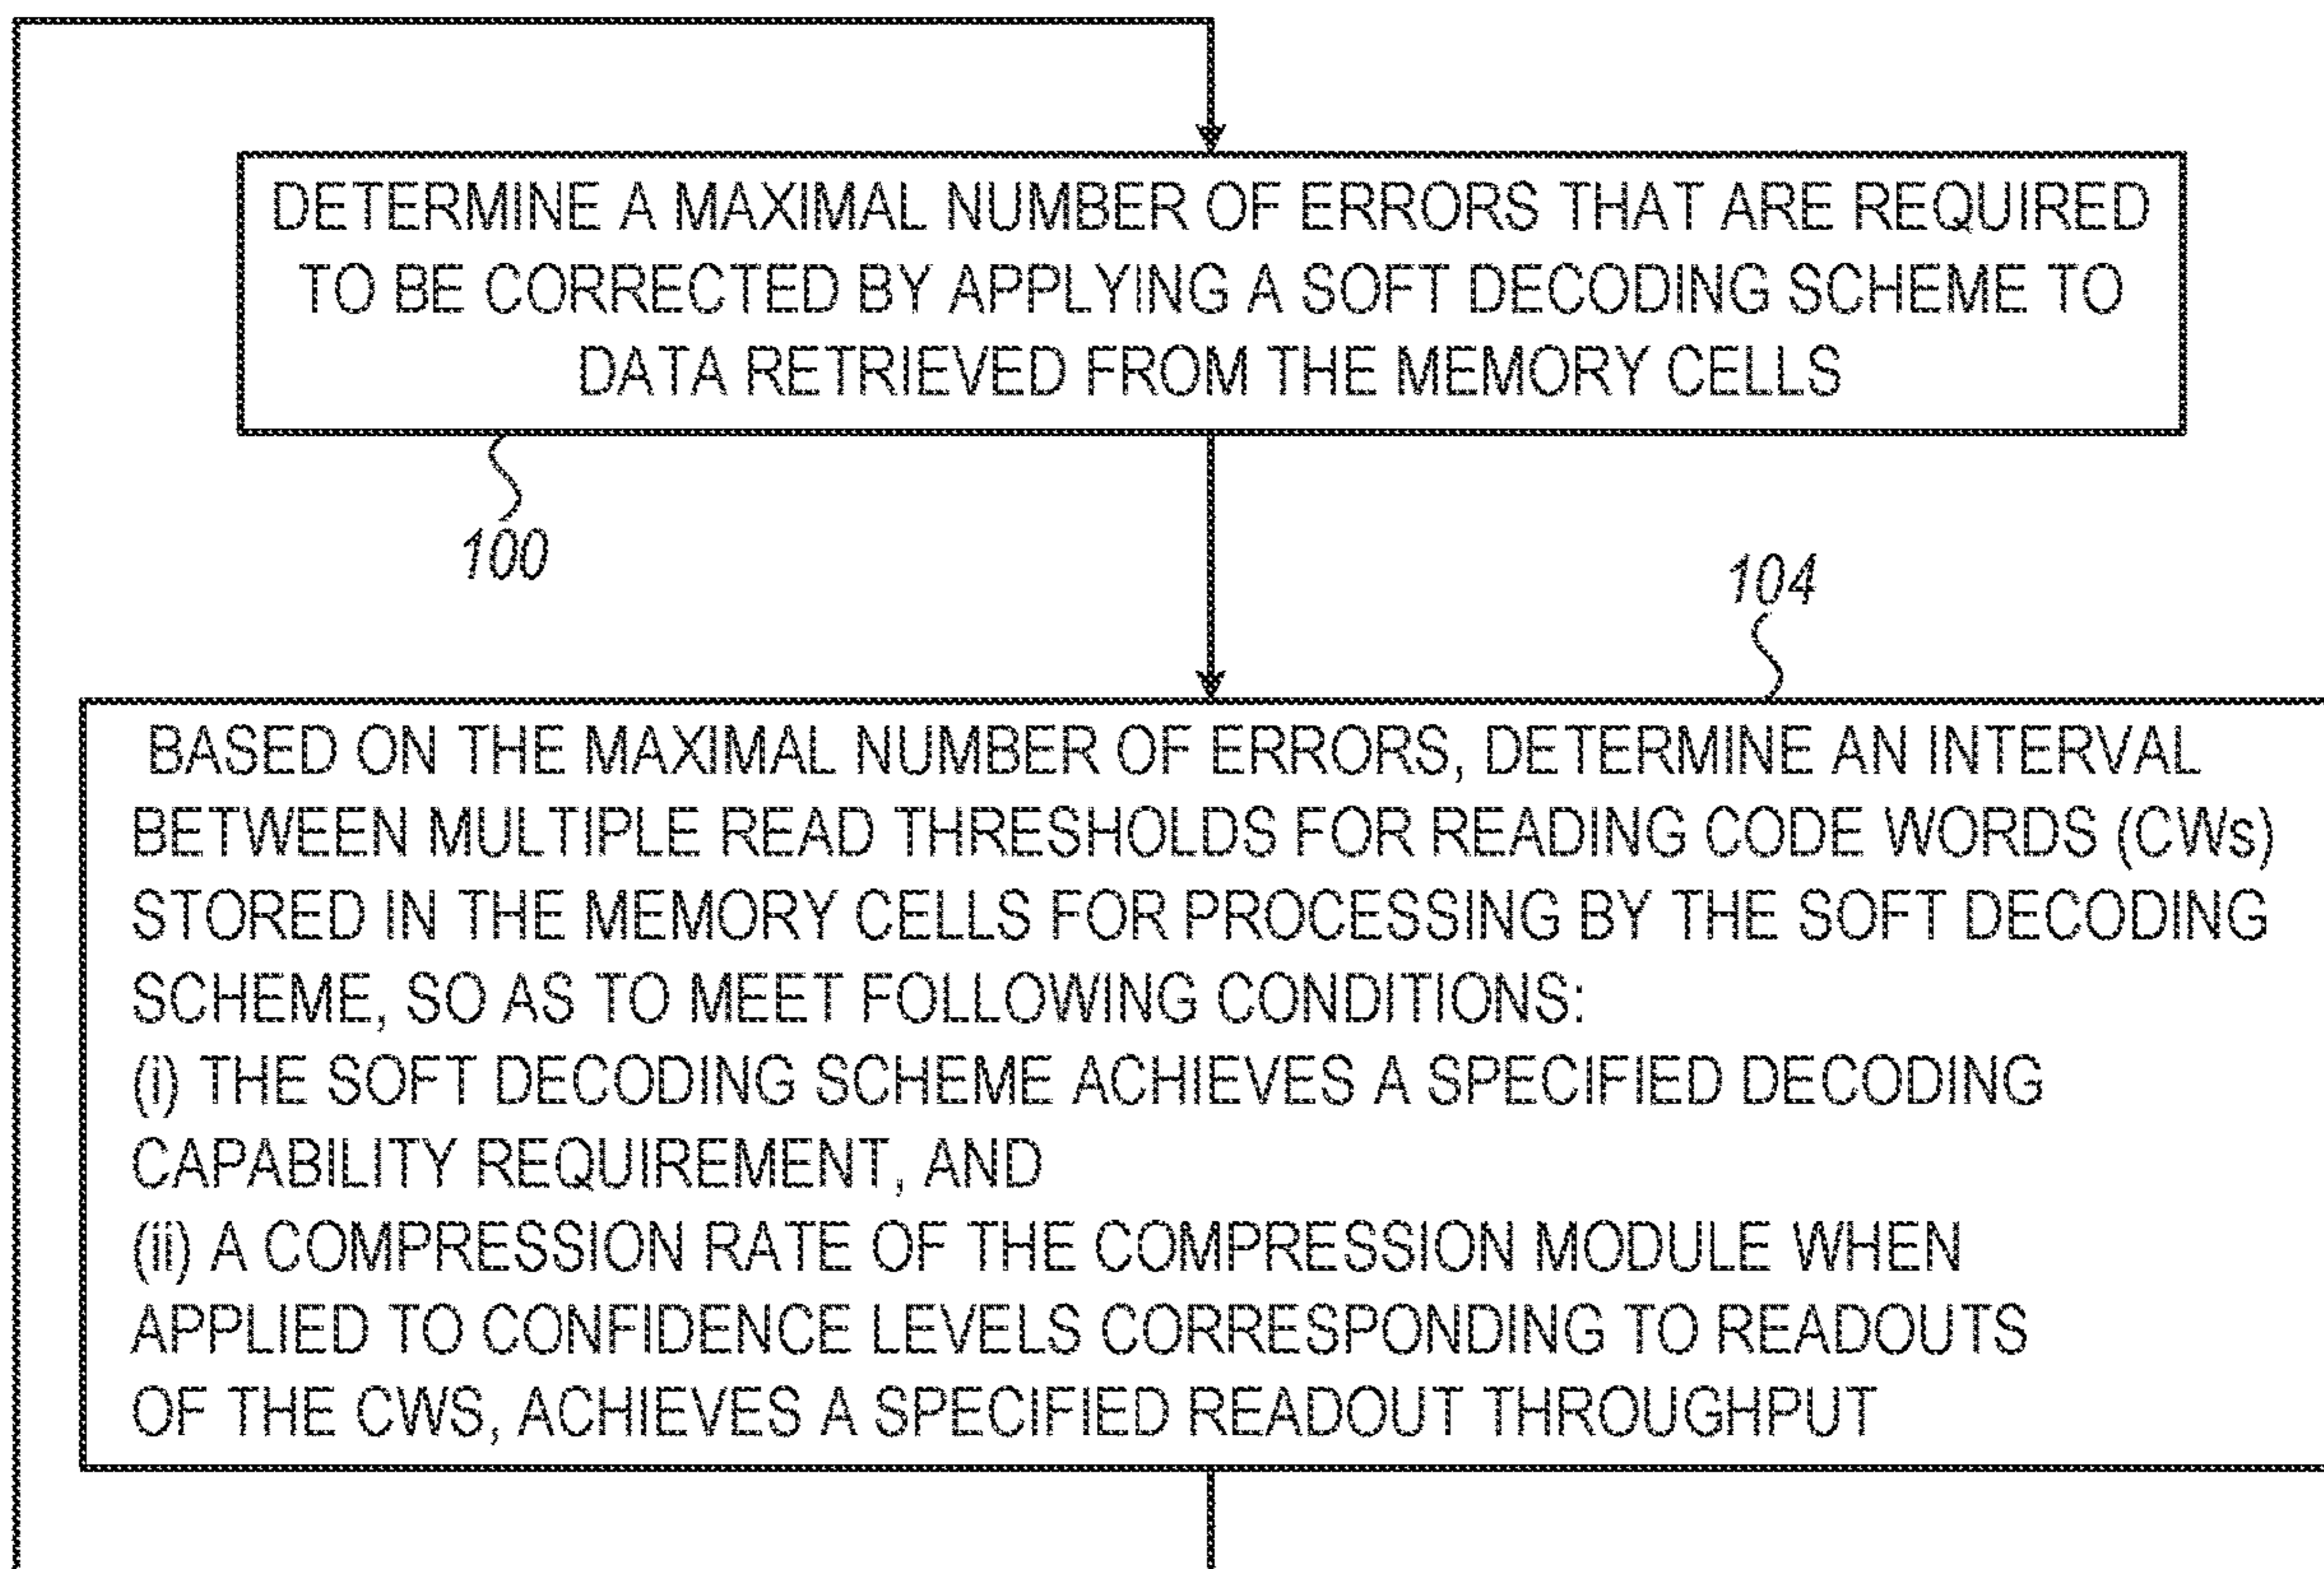 DETERMINE A MAXIMAL NUMBER OF ERRORS THAT ARE REQUIRED
TO BE CORRECTED BY APPLYING A SOFT DECODING SCHEME TO
DATA RETRIEVED FROM THE MEMORY CELLS
100
104
BASED ON THE MAXIMAL NUMBER OF ERRORS, DETERMINE AN INTERVAL
BETWEEN MULTIPLE READ THRESHOLDS FOR READING CODE WORDS (CWs)
STORED IN THE MEMORY CELLS FOR PROCESSING BY THE SOFT DECODING
SCHEME, SO AS TO MEET FOLLOWING CONDITIONS:
(i) THE SOFT DECODING SCHEME ACHIEVES A SPECIFIED DECODING
CAPABILITY REQUIREMENT, AND
(ii) A COMPRESSION RATE OF THE COMPRESSION MODULE WHEN
APPLIED TO CONFIDENCE LEVELS CORRESPONDING TO READOUTS
OF THE CWS, ACHIEVES A SPECIFIED READOUT THROUGHPUT